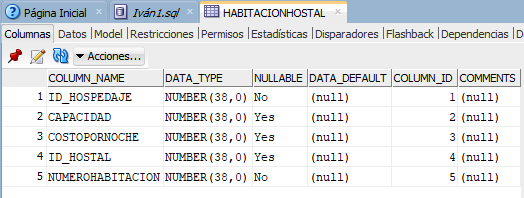 Página Inicial Iván1.sql HABITACIONHOSTAL
Columnas Datos Model Restricciones Permisos Estadísticas Disparadores Flashback Dependencias D
Acciones...
COLUMN_NAME DATA_TYPE NULLABLE DATA_DEFAULT COLUMN_ID COMMENTS
1 ID_HOSPEDAJE NUMBER(38,0) No (null) 1 (null)
2 CAPACIDAD NUMBER(38,0) Yes (null) 2 (null)
3 COSTOPORNOCHE NUMBER(38,0) Yes (null) 3 (null)
4 ID_HOSTAL NUMBER(38,0) Yes (null) 4 (null)
5 NUMEROHABITACION NUMBER(38,0) No (null) 5 (null)